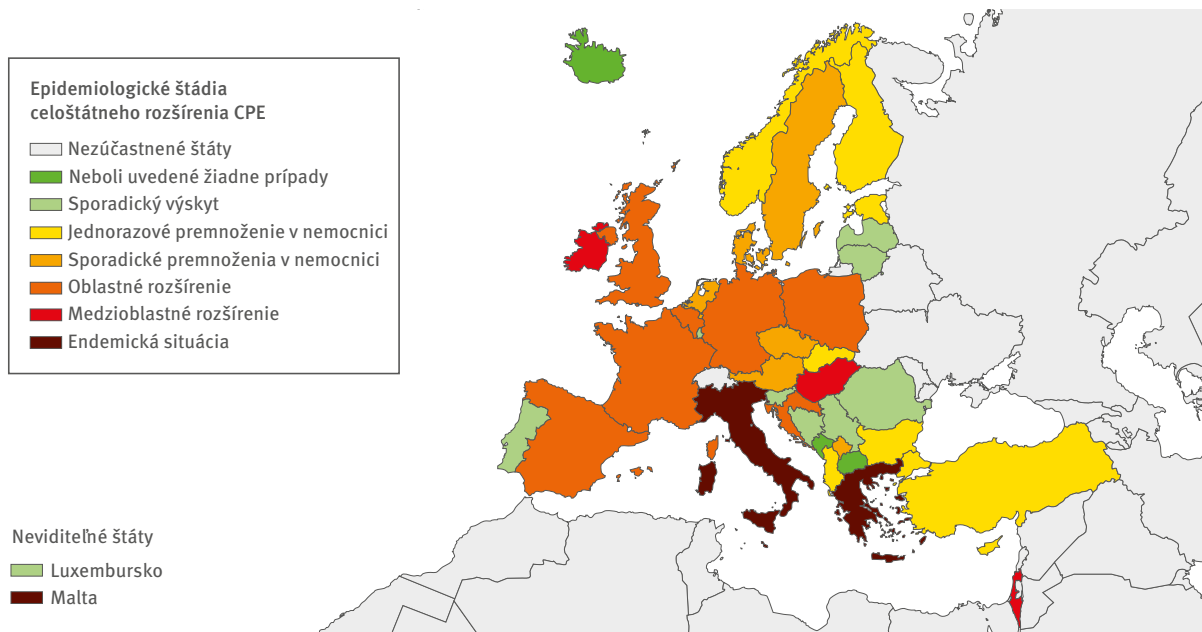 Epidemiologické štádia
celoštátneho rozšírenia CPE
Nezúčastnené štáty
Neboli uvedené žiadne prípady
Sporadický výskyt
Jednorazové premnoženie v nemocnici
Sporadické premnoženia v nemocnici
Oblastné rozšírenie
Medzioblastné rozšírenie
Endemická situácia
Neviditeľné štáty
Luxembursko
Malta